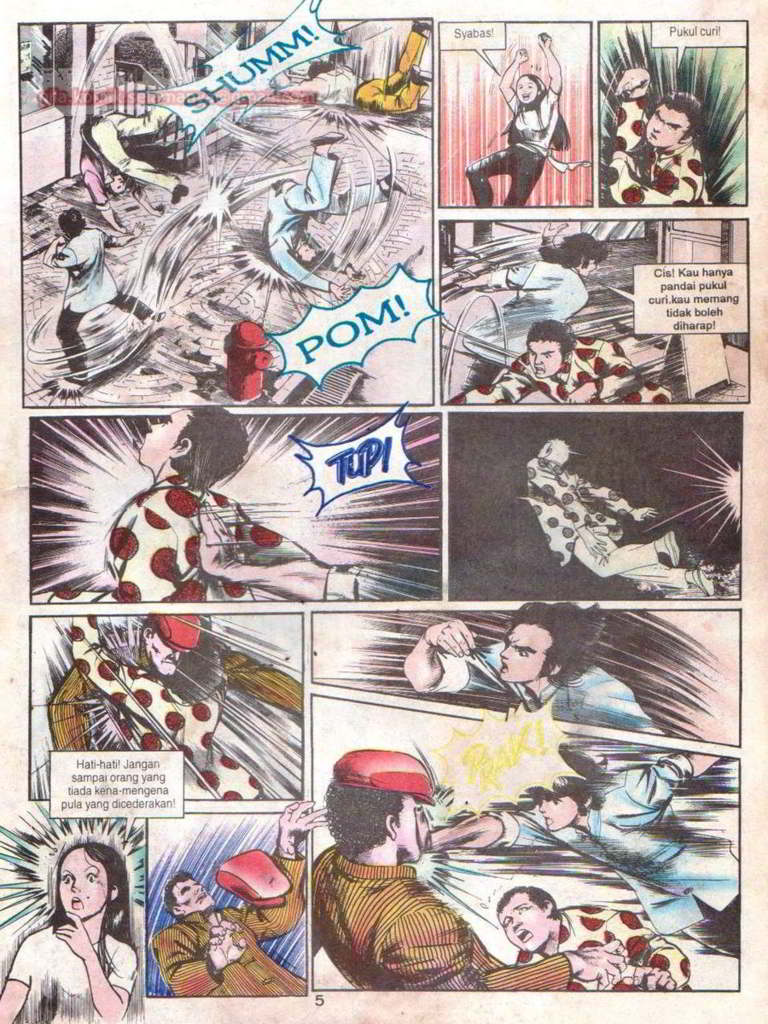 SHUMM!
POM!
Syabas!
Pukul curi!
Cis! Kau hanya
pandai pukul
curi.kau memang
tidak boleh
diharap!
TUP!
Hati-hati! Jangan
sampai orang yang
tiada kena-mengena
pula yang dicederakan!
PRAK!
5